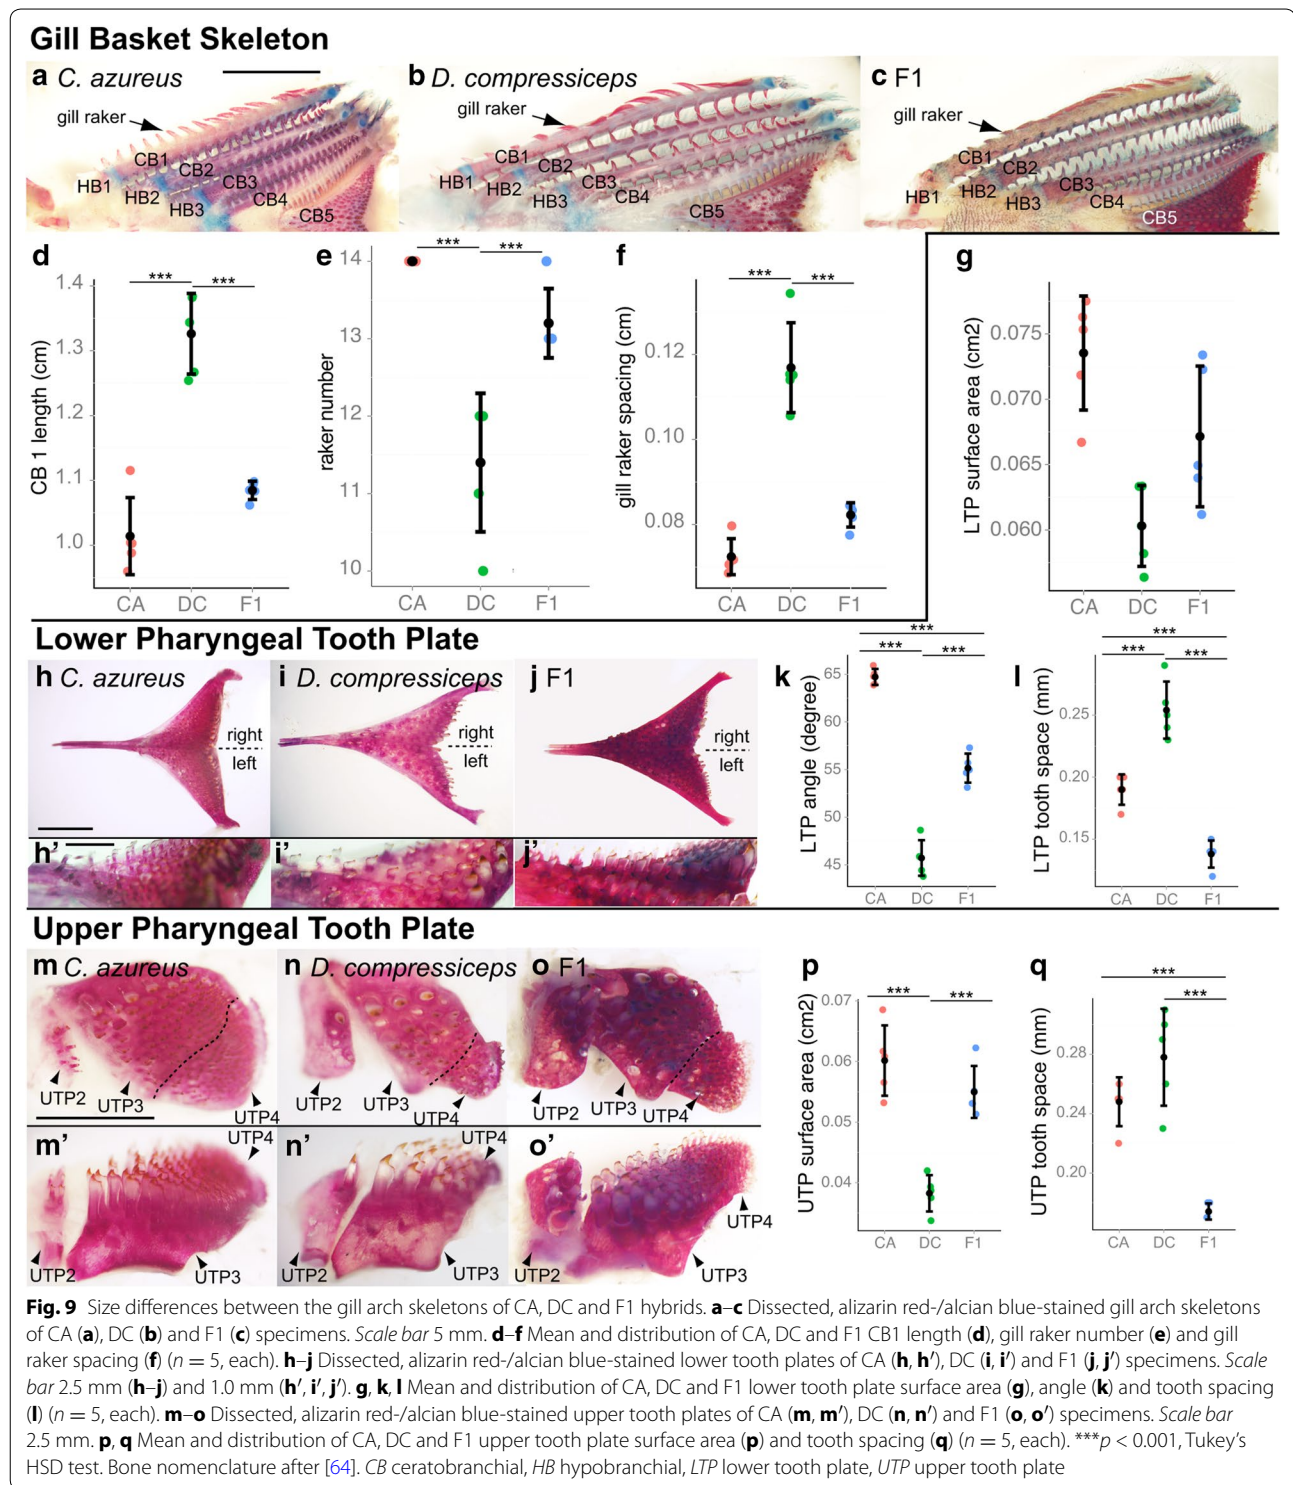 Gill Basket Skeleton
a C. azureus
gill raker
CB1
CB2
CB3
CB4
CB5
HB1
HB2
HB3
b D. compressiceps
gill raker
CB1
CB2
CB3
CB4
CB5
HB1
HB2
HB3
c F1
gill raker
CB1
CB2
CB3
CB4
CB5
HB1
HB2
HB3
d
CB 1 length (cm)
1.4
1.3
1.2
1.1
1.0
*** ***
CA DC F1
e
raker number
14
13
12
11
10
*** ***
CA DC F1
f
gill raker spacing (cm)
0.12
0.10
0.08
*** ***
CA DC F1
g
LTP surface area (cm2)
0.075
0.070
0.065
0.060
CA DC F1
Lower Pharyngeal Tooth Plate
h C. azureus
right
left
i D. compressiceps
right
left
j F1
right
left
h’
i’
j’
k
LTP angle (degree)
65
60
55
50
45
***
*** ***
CA DC F1
l
LTP tooth space (mm)
0.25
0.20
0.15
***
*** ***
CA DC F1
Upper Pharyngeal Tooth Plate
m C. azureus
UTP2
UTP3
UTP4
n D. compressiceps
UTP2
UTP3
UTP4
o F1
UTP2
UTP3
UTP4
m’
UTP4
UTP2
UTP3
n’
UTP4
UTP2
UTP3
o’
UTP4
UTP2
UTP3
p
UTP surface area (cm2)
0.07
0.06
0.05
0.04
*** ***
CA DC F1
q
UTP tooth space (mm)
0.28
0.24
0.20
***
***
CA DC F1
Fig. 9 Size differences between the gill arch skeletons of CA, DC and F1 hybrids. a–c Dissected, alizarin red-/alcian blue-stained gill arch skeletons
of CA (a), DC (b) and F1 (c) specimens. Scale bar 5 mm. d–f Mean and distribution of CA, DC and F1 CB1 length (d), gill raker number (e) and gill
raker spacing (f) (n = 5, each). h–j Dissected, alizarin red-/alcian blue-stained lower tooth plates of CA (h, h′), DC (i, i′) and F1 (j, j′) specimens. Scale
bar 2.5 mm (h–j) and 1.0 mm (h′, i′, j′). g, k, l Mean and distribution of CA, DC and F1 lower tooth plate surface area (g), angle (k) and tooth spacing
(l) (n = 5, each). m–o Dissected, alizarin red-/alcian blue-stained upper tooth plates of CA (m, m′), DC (n, n′) and F1 (o, o′) specimens. Scale bar
2.5 mm. p, q Mean and distribution of CA, DC and F1 upper tooth plate surface area (p) and tooth spacing (q) (n = 5, each). ***p < 0.001, Tukey’s
HSD test. Bone nomenclature after [64]. CB ceratobranchial, HB hypobranchial, LTP lower tooth plate, UTP upper tooth plate